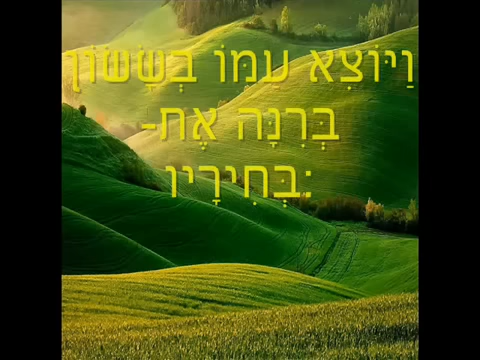 וַיּוֹצִא עַמּוֹ בְשָׂשׂוֹן
בְּרִנָּה אֶת-
בְּחִירָיו: